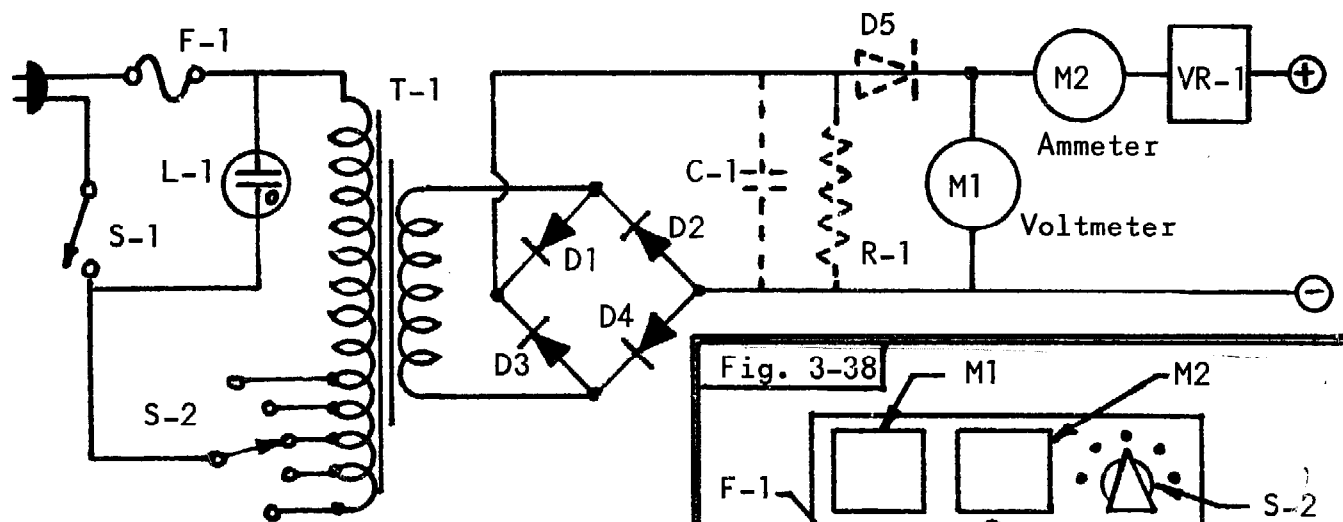 F-1
D5
T-1
M2
VR-1
+
Ammeter
L-1
C-1
M1
Voltmeter
S-1
R-1
D1
D2
D3
D4
-
S-2
Fig. 3-38
M1
M2
F-1
S-2